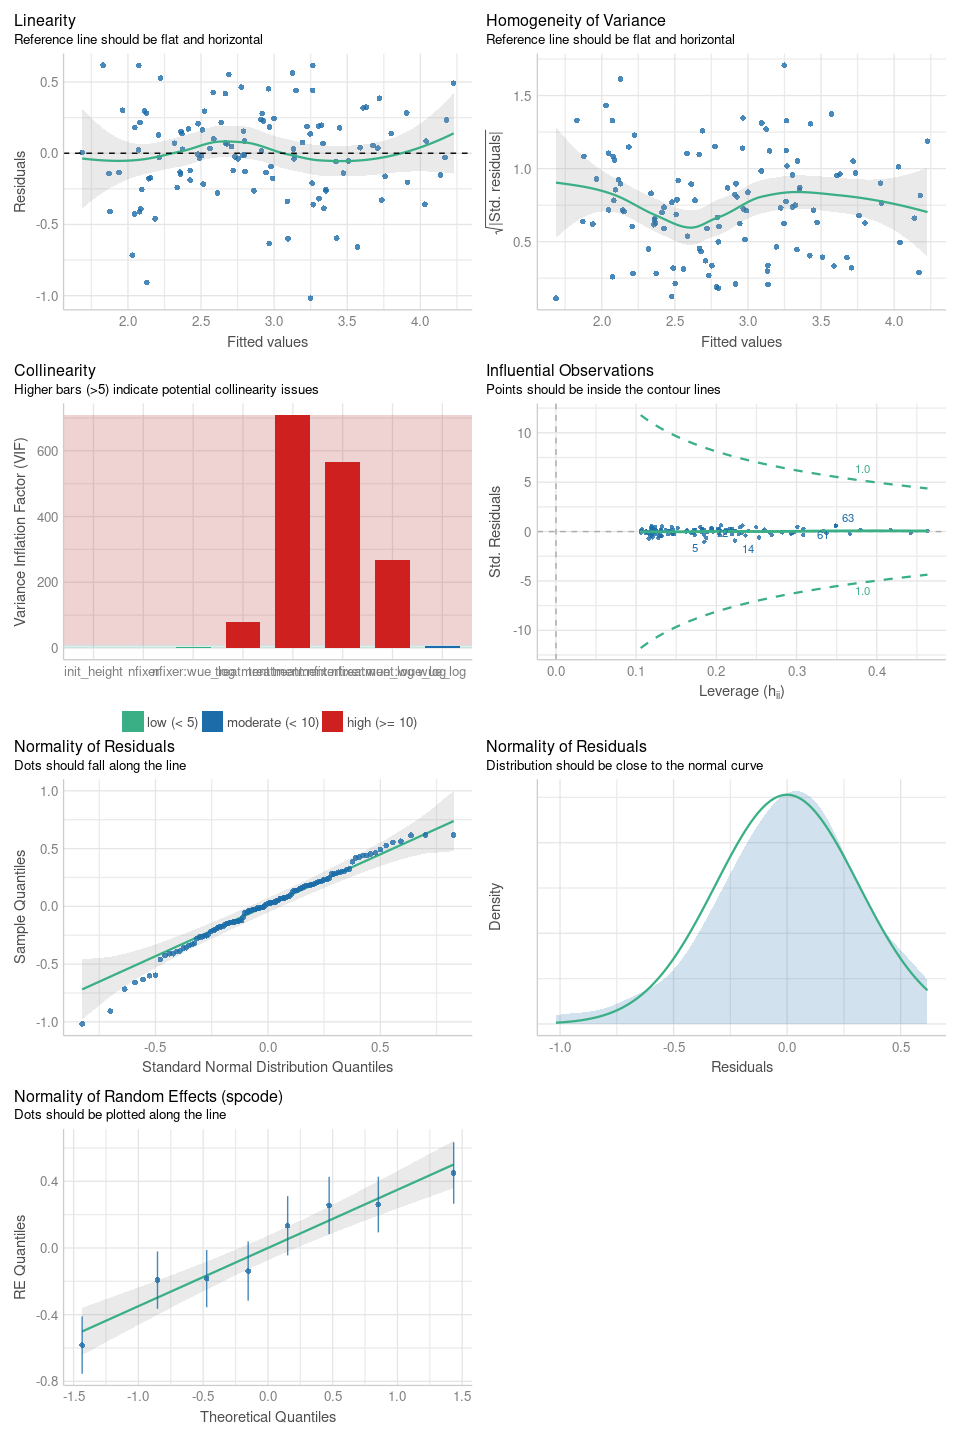 Linearity
Reference line should be flat and horizontal
Residuals
0.5
0.0
-0.5
-1.0
2.0 2.5 3.0 3.5 4.0
Fitted values
Homogeneity of Variance
Reference line should be flat and horizontal
√|Std. residuals|
1.5
1.0
0.5
2.0 2.5 3.0 3.5 4.0
Fitted values
Collinearity
Higher bars (>5) indicate potential collinearity issues
Variance Inflation Factor (VIF)
600
400
200
0
init_height
low (< 5) moderate (< 10) high (>= 10)
Influential Observations
Points should be inside the contour lines
Std. Residuals
10
5
0
-5
-10
1.0
63
5
14
1.0
0.0 0.1 0.2 0.3 0.4
Leverage (hii)
Normality of Residuals
Dots should fall along the line
Sample Quantiles
1.0
0.5
0.0
-0.5
-1.0
-0.5 0.0 0.5
Standard Normal Distribution Quantiles
Normality of Residuals
Distribution should be close to the normal curve
Density
-1.0 -0.5 0.0 0.5
Residuals
Normality of Random Effects (spcode)
Dots should be plotted along the line
RE Quantiles
0.4
0.0
-0.4
-0.8
-1.5 -1.0 -0.5 0.0 0.5 1.0 1.5
Theoretical Quantiles